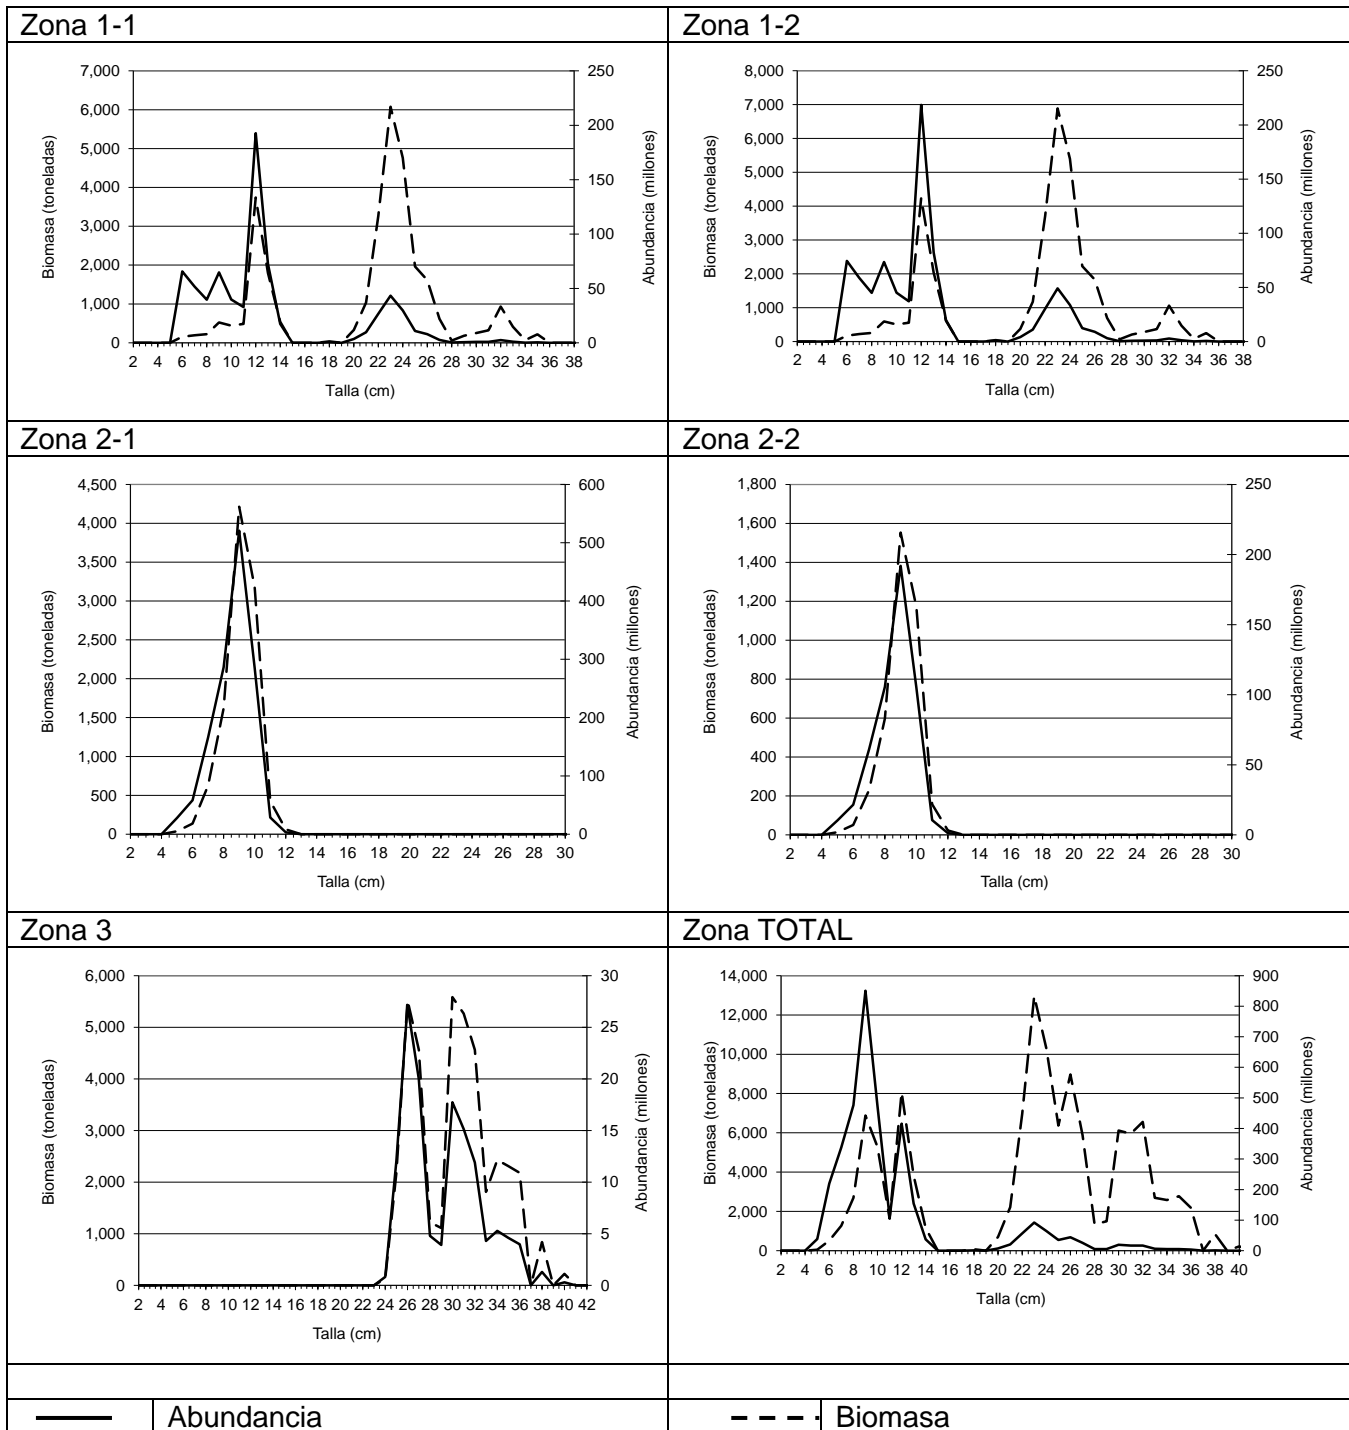 Zona 1-1
Zona 1-2
7,000
6,000
5,000
4,000
3,000
2,000
1,000
0
250
200
150
100
50
0
2 4 6 8 10 12 14 16 18 20 22 24 26 28 30 32 34 36 38
Biomasa (toneladas)
Abundancia (millones)
Talla (cm)
8,000
7,000
6,000
5,000
4,000
3,000
2,000
1,000
0
250
200
150
100
50
0
2 4 6 8 10 12 14 16 18 20 22 24 26 28 30 32 34 36 38
Biomasa (toneladas)
Abundancia (millones)
Talla (cm)
Zona 2-1
Zona 2-2
4,500
4,000
3,500
3,000
2,500
2,000
1,500
1,000
500
0
600
500
400
300
200
100
0
2 4 6 8 10 12 14 16 18 20 22 24 26 28 30
Biomasa (toneladas)
Abundancia (millones)
Talla (cm)
1,800
1,600
1,400
1,200
1,000
800
600
400
200
0
250
200
150
100
50
0
2 4 6 8 10 12 14 16 18 20 22 24 26 28 30
Biomasa (toneladas)
Abundancia (millones)
Talla (cm)
Zona 3
Zona TOTAL
6,000
5,000
4,000
3,000
2,000
1,000
0
30
25
20
15
10
5
0
2 4 6 8 10 12 14 16 18 20 22 24 26 28 30 32 34 36 38 40 42
Biomasa (toneladas)
Abundancia (millones)
Talla (cm)
14,000
12,000
10,000
8,000
6,000
4,000
2,000
0
900
800
700
600
500
400
300
200
100
0
2 4 6 8 10 12 14 16 18 20 22 24 26 28 30 32 34 36 38 40
Biomasa (toneladas)
Abundancia (millones)
Talla (cm)
Abundancia
Biomasa